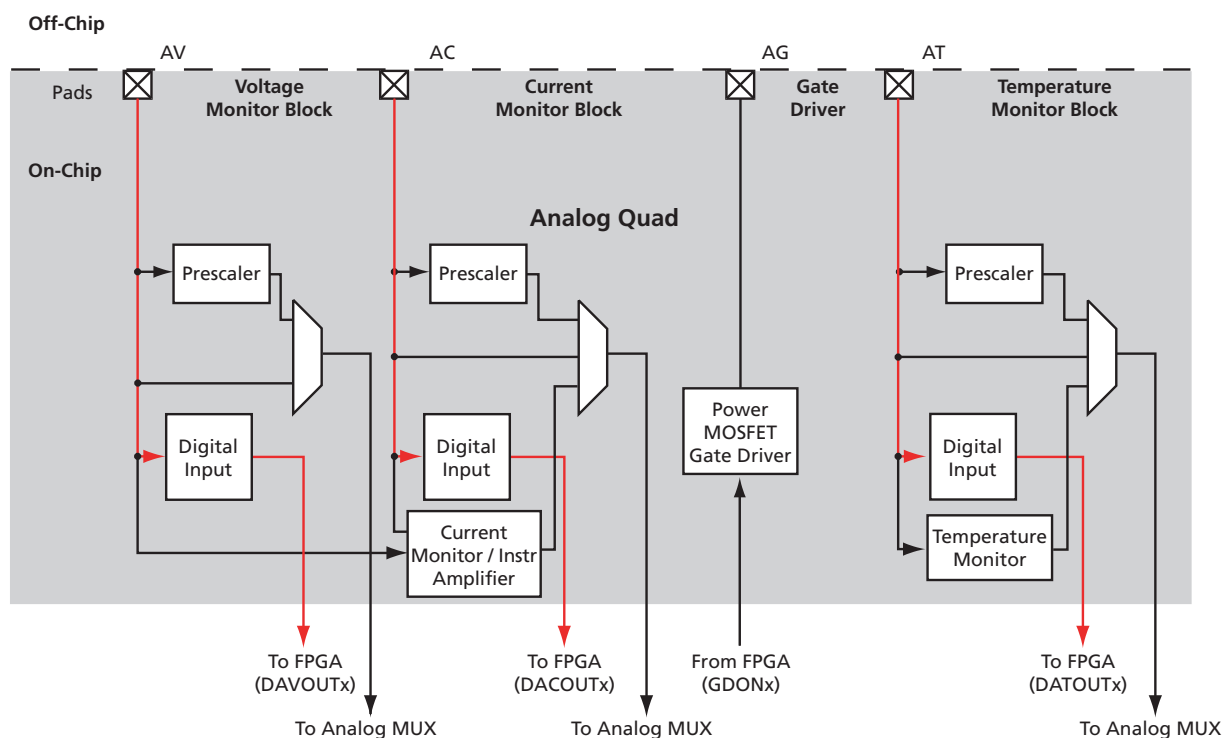 Off-Chip
AV
AC
AG
AT
Pads
Voltage
Monitor Block
Current
Monitor Block
Gate
Driver
Temperature
Monitor Block
On-Chip
Analog Quad
Prescaler
Prescaler
Prescaler
Digital
Input
Digital
Input
Power
MOSFET
Gate Driver
Digital
Input
Current
Monitor / Instr
Amplifier
Temperature
Monitor
To FPGA
(DAVOUTx)
To FPGA
(DACOUTx)
From FPGA
(GDONx)
To FPGA
(DATOUTx)
To Analog MUX
To Analog MUX
To Analog MUX